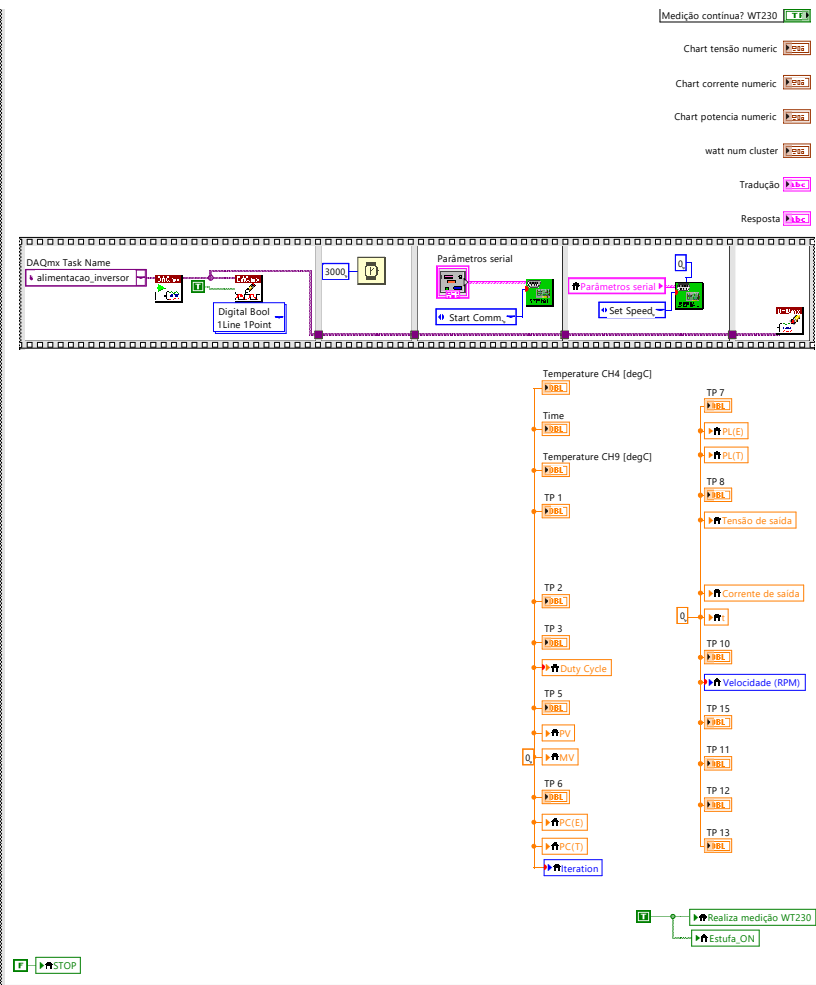 Medição contínua? WT230
TF
Chart tensão numeric
Chart corrente numeric
Chart potencia numeric
watt num cluster
Tradução
abc
Resposta
abc
DAQmx Task Name
alimentacao_inversor
T
Digital Bool
1Line 1Point
3000
Parâmetros serial
Start Comm.
Parâmetros serial
0
Set Speed
Temperature CH4 [degC]
DBL
Time
DBL
Temperature CH9 [degC]
DBL
TP 1
DBL
TP 2
DBL
TP 3
DBL
Duty Cycle
TP 5
DBL
PV
0
MV
TP 6
DBL
PC(E)
PC(T)
Iteration
TP 7
DBL
PL(E)
PL(T)
TP 8
DBL
Tensão de saída
Corrente de saída
0
t
TP 10
DBL
Velocidade (RPM)
TP 15
DBL
TP 11
DBL
TP 12
DBL
TP 13
DBL
T
Realiza medição WT230
Estufa_ON
F
STOP